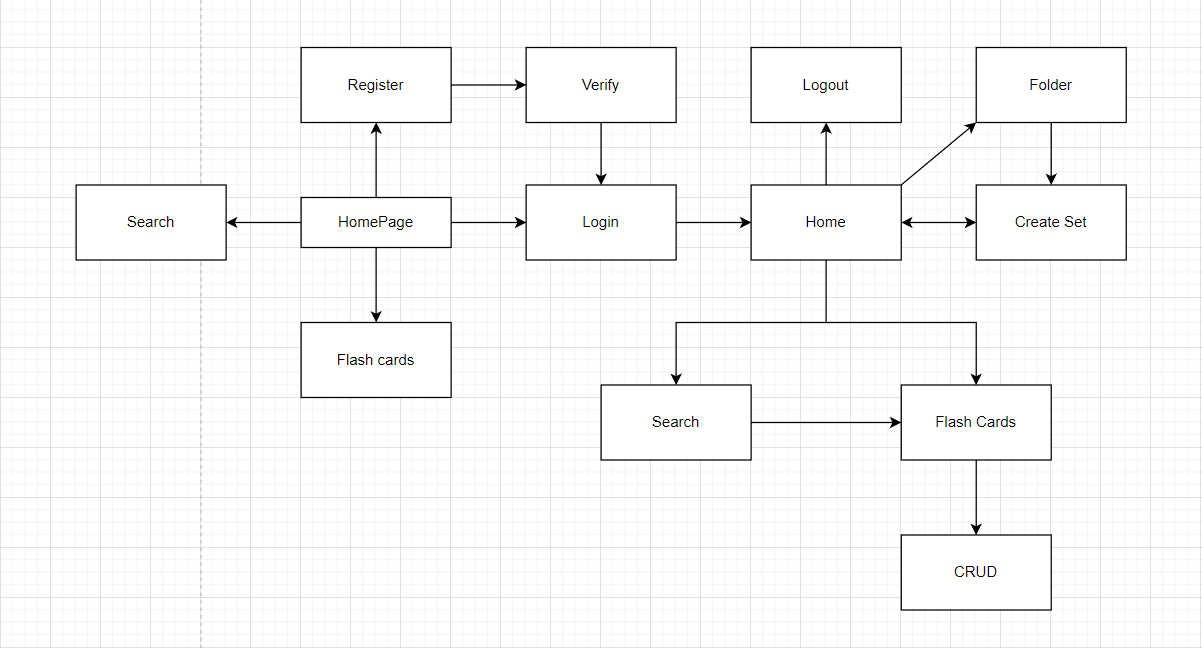 Register
Verify
Logout
Folder
Search
HomePage
Login
Home
Create Set
Flash cards
Search
Flash Cards
CRUD